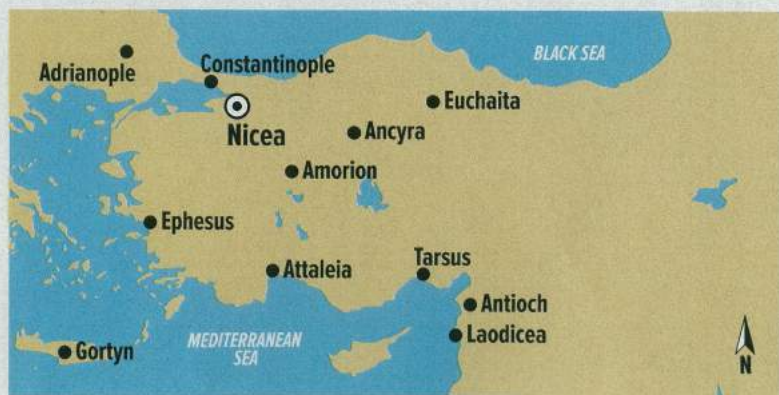 BLACK SEA
Adrianople
Constantinople
Nicea
Euchaita
Ancyra
Amorion
Ephesus
Attaleia
Tarsus
Antioch
Laodicea
Gortyn
MEDITERRANEAN
SEA
N